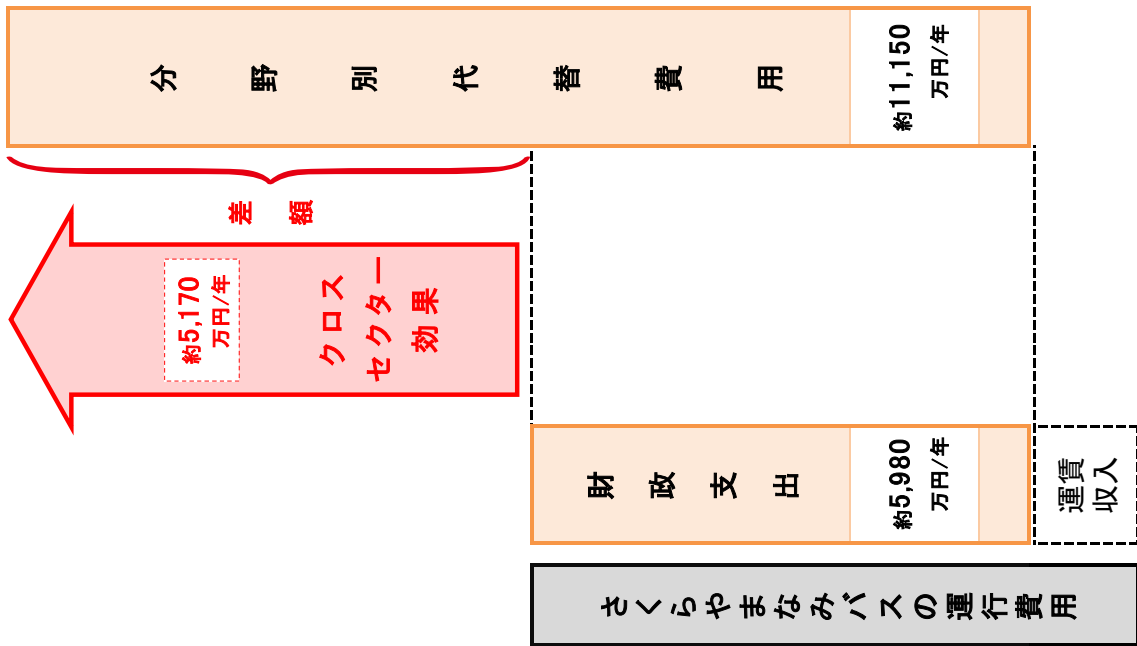 分野別代替費用
約11,150
万円/年
差額
約5,170
万円/年
クロス
セクター
効果
財政支出
約5,980
万円/年
運賃
収入
さくらやまなみバスの運行費用